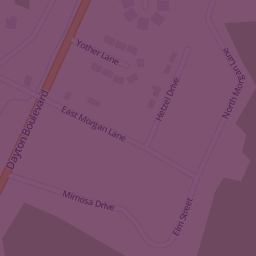 Yother Lane
North Morgan Lane
Hetzel Drive
East Morgan Lane
Dayton Boulevard
Mimosa Drive
Elm Street